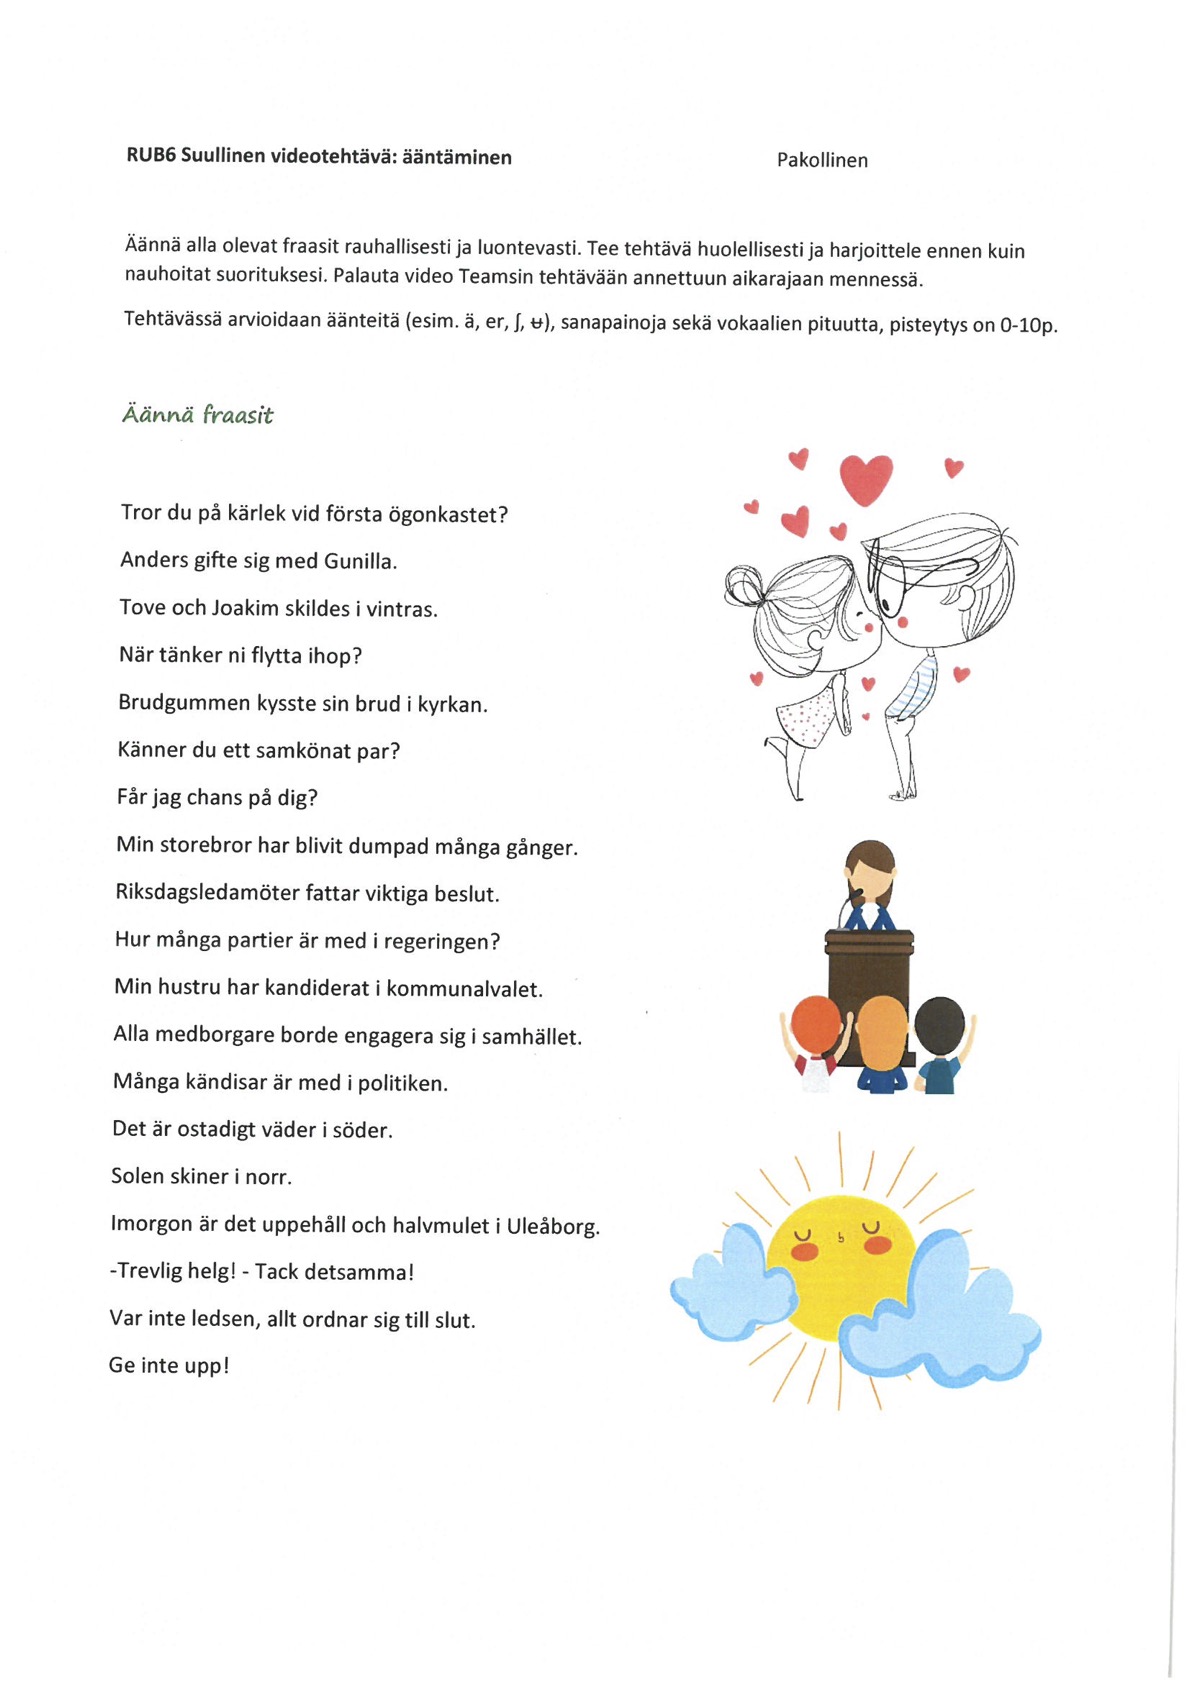 RUB6 Suullinen videotehtävä: ääntäminen Pakollinen
Äännä alla olevat fraasit rauhallisesti ja luontevasti. Tee tehtävä huolellisesti ja harjoittele ennen kuin
nauhoitat suorituksesi. Palauta video Teamsin tehtävään annettuun aikarajaan mennessä.
Tehtävässä arvioidaan äänteitä (esim. ä, er, ʃ, ʉ), sanapainoja sekä vokaalien pituutta, pisteytys on 0-10p.
Äännä fraasit
Tror du på kärlek vid första ögonkastet?
Anders gifte sig med Gunilla.
Tove och Joakim skildes i vintras.
När tänker ni flytta ihop?
Brudgummen kysste sin brud i kyrkan.
Känner du ett samkönat par?
Får jag chans på dig?
Min storebror har blivit dumpad många gånger.
Riksdagsledamöter fattar viktiga beslut.
Hur många partier är med i regeringen?
Min hustru har kandiderat i kommunalvalet.
Alla medborgare borde engagera sig i samhället.
Många kändisar är med i politiken.
Det är ostadigt väder i söder.
Solen skiner i norr.
Imorgon är det uppehåll och halvmulet i Uleåborg.
-Trevlig helg! - Tack detsamma!
Var inte ledsen, allt ordnar sig till slut.
Ge inte upp!